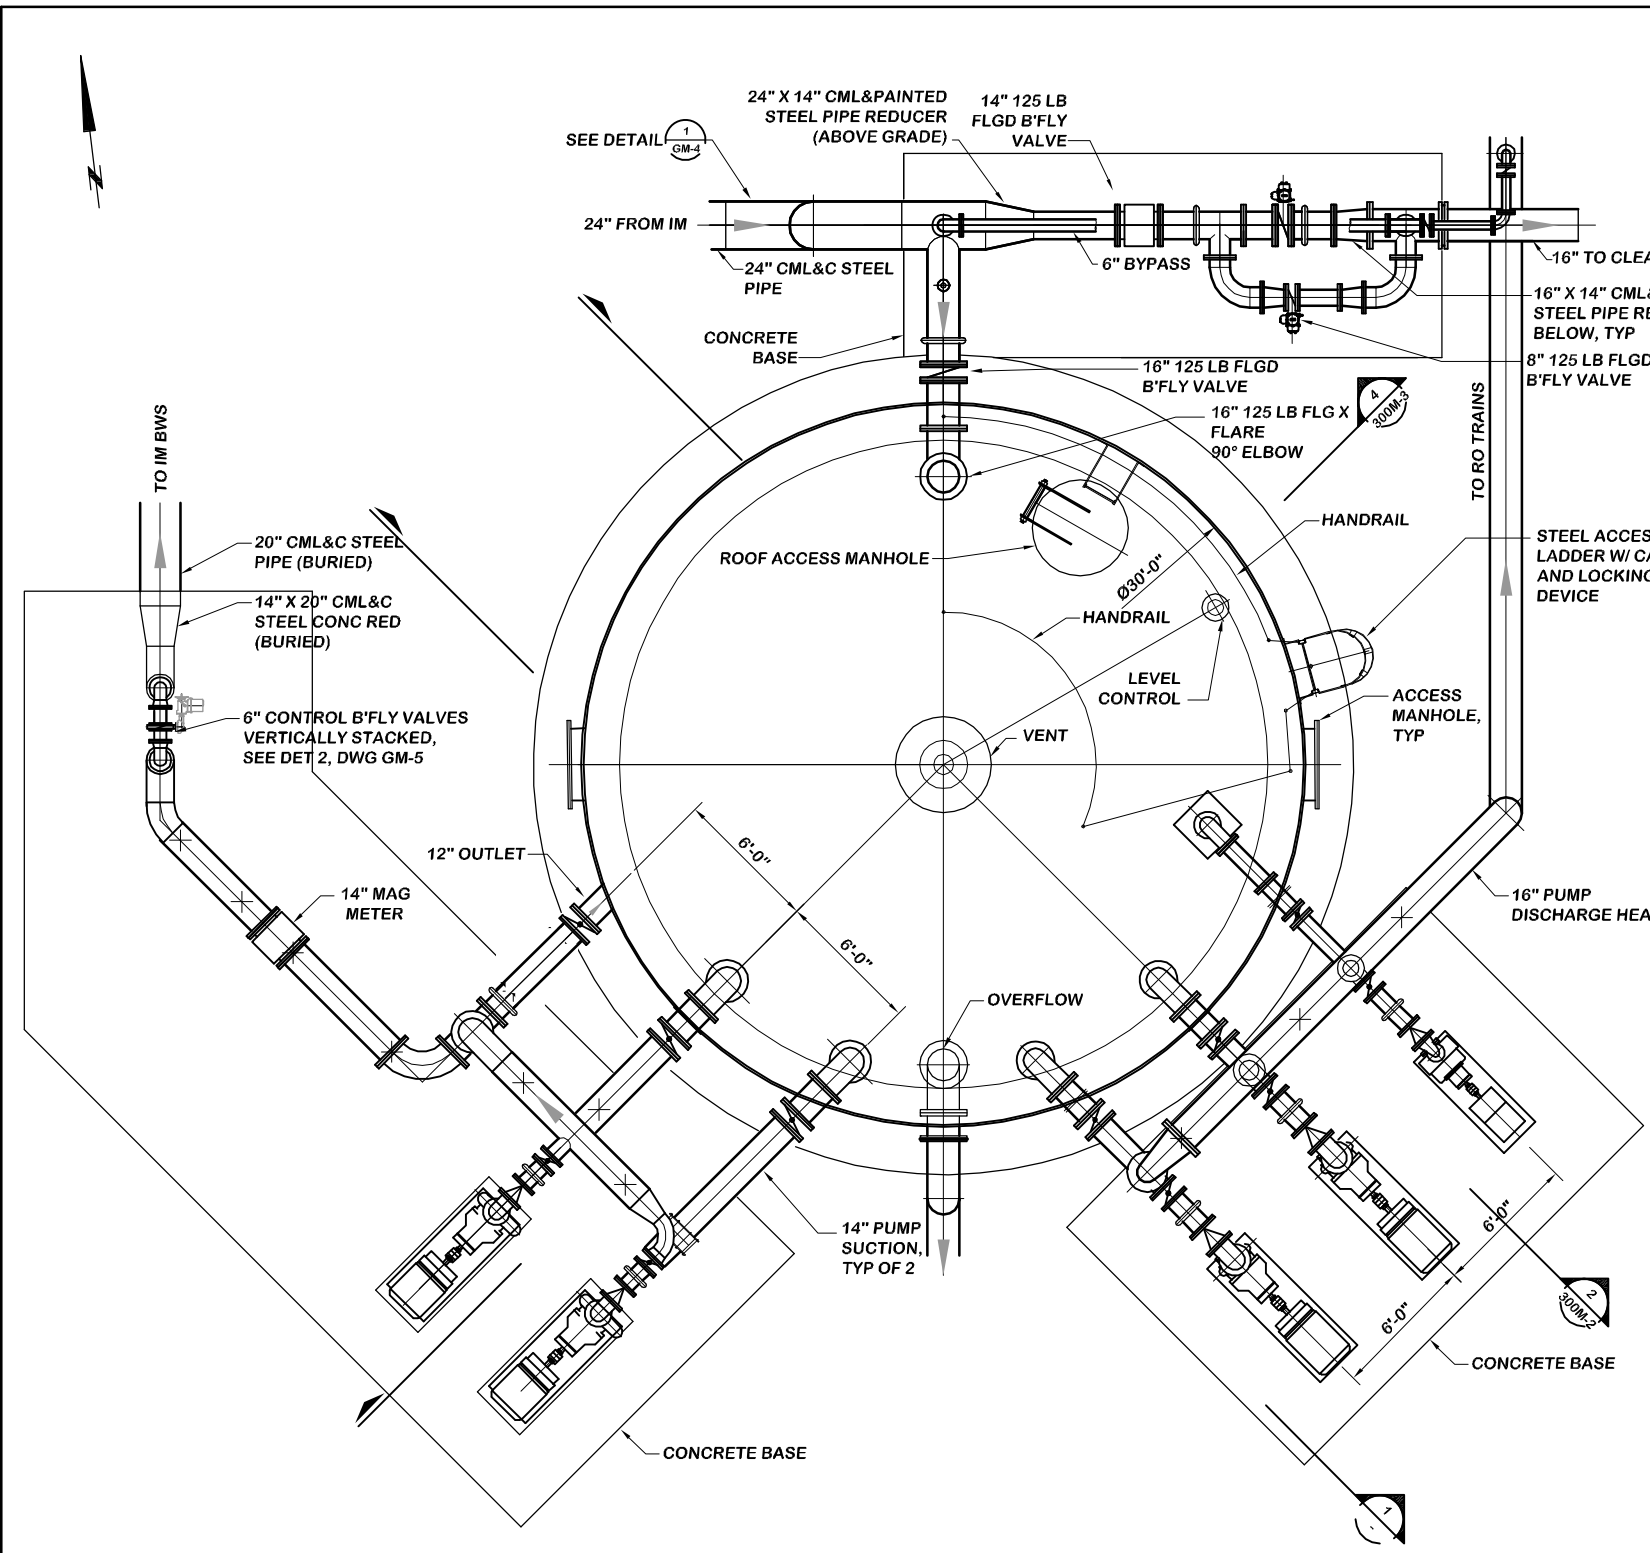 24" X 14" CML&PAINTED
STEEL PIPE REDUCER
(ABOVE GRADE)
14" 125 LB
FLGD B'FLY
VALVE
SEE DETAIL
1
GM-4
24" FROM IM
24" CML&C STEEL
PIPE
6" BYPASS
16" TO CLEA
16" X 14" CML&
STEEL PIPE RE
BELOW, TYP
8" 125 LB FLGD
B'FLY VALVE
CONCRETE
BASE
16" 125 LB FLGD
B'FLY VALVE
16" 125 LB FLG X
FLARE
90° ELBOW
4
300M-3
TO IM BWS
TO RO TRAINS
20" CML&C STEEL
PIPE (BURIED)
ROOF ACCESS MANHOLE
Ø30'-0"
HANDRAIL
STEEL ACCES
LADDER W/ CA
AND LOCKING
DEVICE
14" X 20" CML&C
STEEL CONC RED
(BURIED)
HANDRAIL
LEVEL
CONTROL
ACCESS
MANHOLE,
TYP
6" CONTROL B'FLY VALVES
VERTICALLY STACKED,
SEE DET 2, DWG GM-5
VENT
12" OUTLET
6'-0"
14" MAG
METER
6'-0"
16" PUMP
DISCHARGE HEA
OVERFLOW
14" PUMP
SUCTION,
TYP OF 2
6'-0"
6'-0"
2
300M-2
CONCRETE BASE
CONCRETE BASE
1
-
N